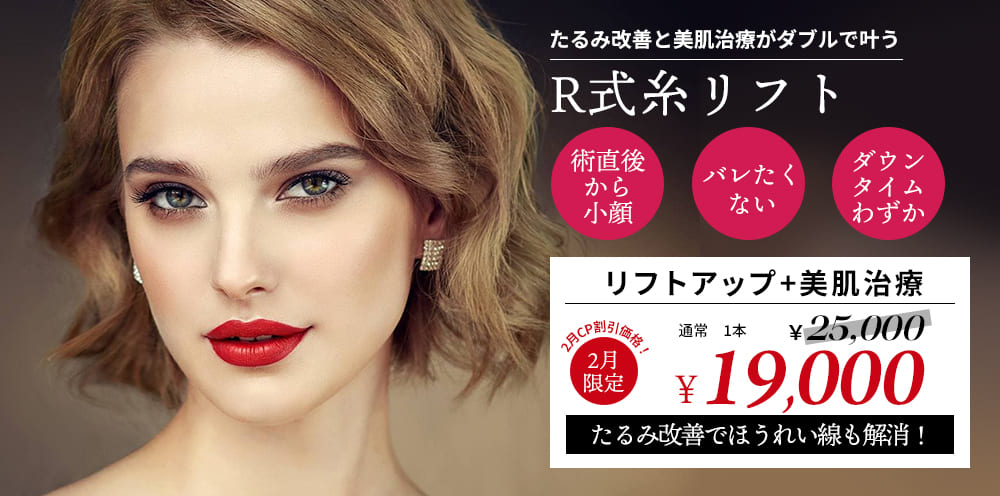 たるみ改善と美肌治療がダブルで叶う
R式糸リフト
術直後
から
小顔
バレたく
ない
ダウン
タイム
わずか
リフトアップ+美肌治療
2月CP割引価格！
2月
限定
通常 1本 ¥25,000
¥19,000
たるみ改善でほうれい線も解消！